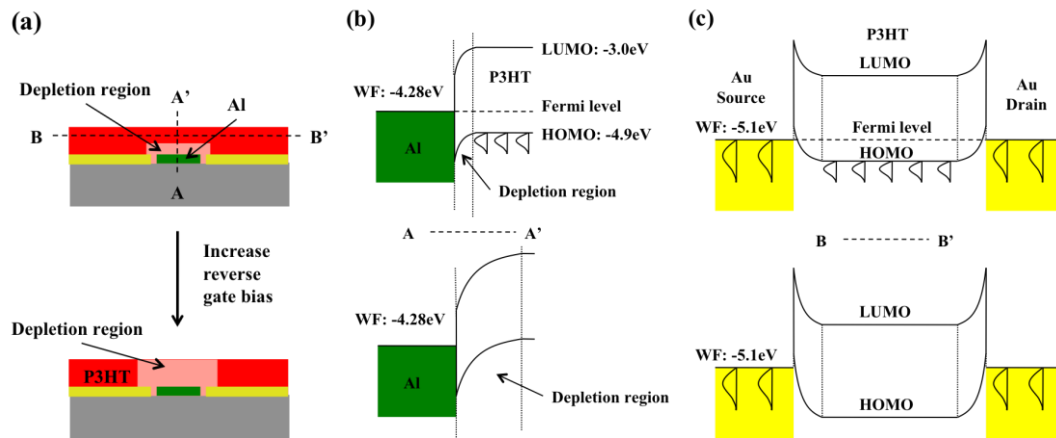 (a)
Depletion region
A'
Al
B
B'
A
Increase
reverse
gate bias
Depletion region
P3HT
(b)
LUMO: -3.0eV
P3HT
WF: -4.28eV
Fermi level
HOMO: -4.9eV
Al
Depletion region
A
A'
WF: -4.28eV
Al
Depletion region
(c)
P3HT
LUMO
Au
Source
Au
Drain
WF: -5.1eV
Fermi level
HOMO
B
B'
LUMO
WF: -5.1eV
HOMO